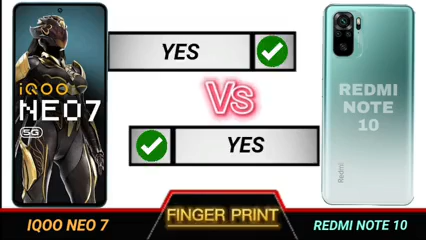 iQOO
NEO7
5G
YES
Vs
YES
REDMI
NOTE
10
Redmi
IQOO NEO 7
FINGER PRINT
REDMI NOTE 10